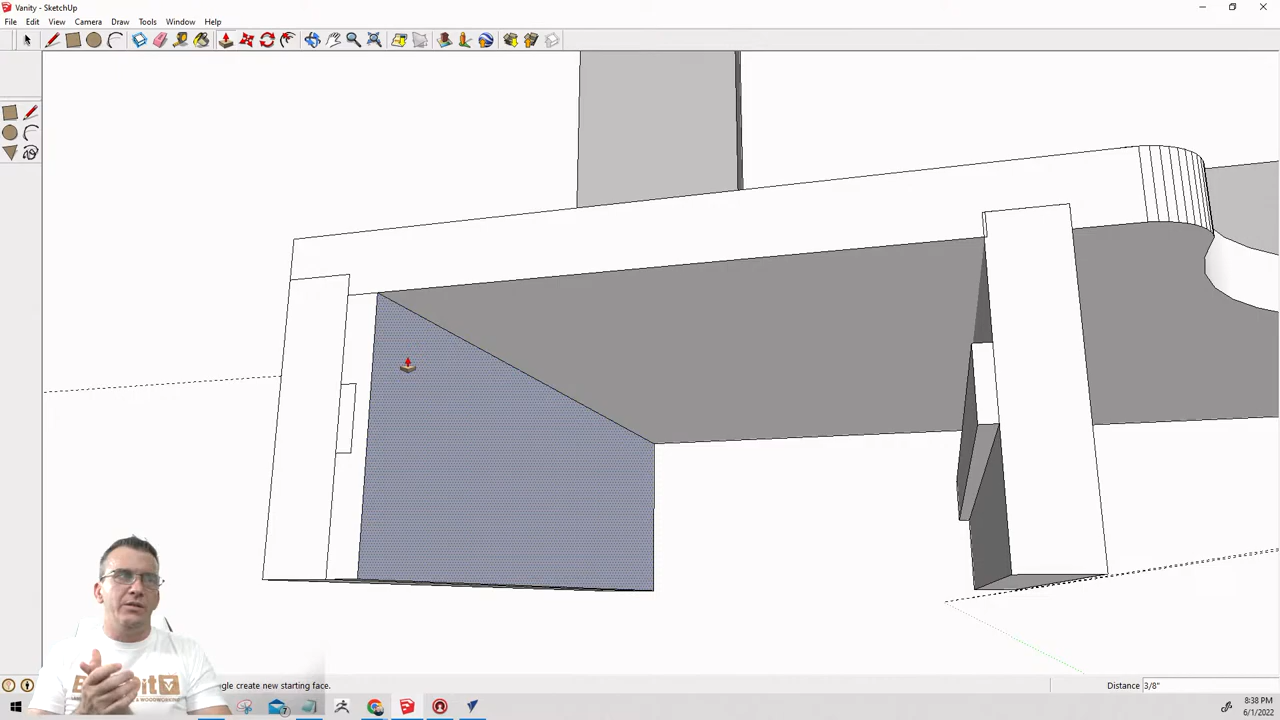 Vanity - SketchUp
File Edit View Camera Draw Tools Window Help
gle create new starting face.
Distance 3/8"
7
8:38 PM
6/1/2022